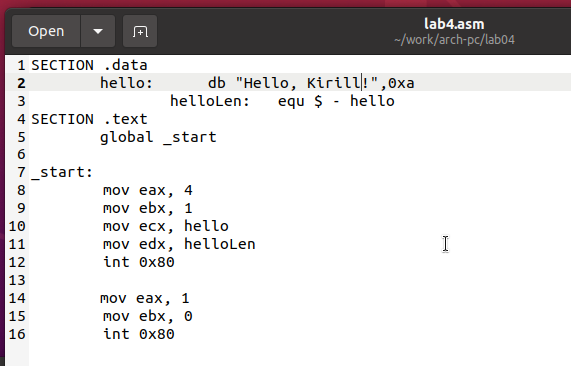 Open
lab4.asm
~/work/arch-pc/lab04
1 SECTION .data
2 hello: db "Hello, Kirill!",0xa
3 helloLen: equ $ - hello
4 SECTION .text
5 global _start
6
7 _start:
8 mov eax, 4
9 mov ebx, 1
10 mov ecx, hello
11 mov edx, helloLen
12 int 0x80
13
14 mov eax, 1
15 mov ebx, 0
16 int 0x80